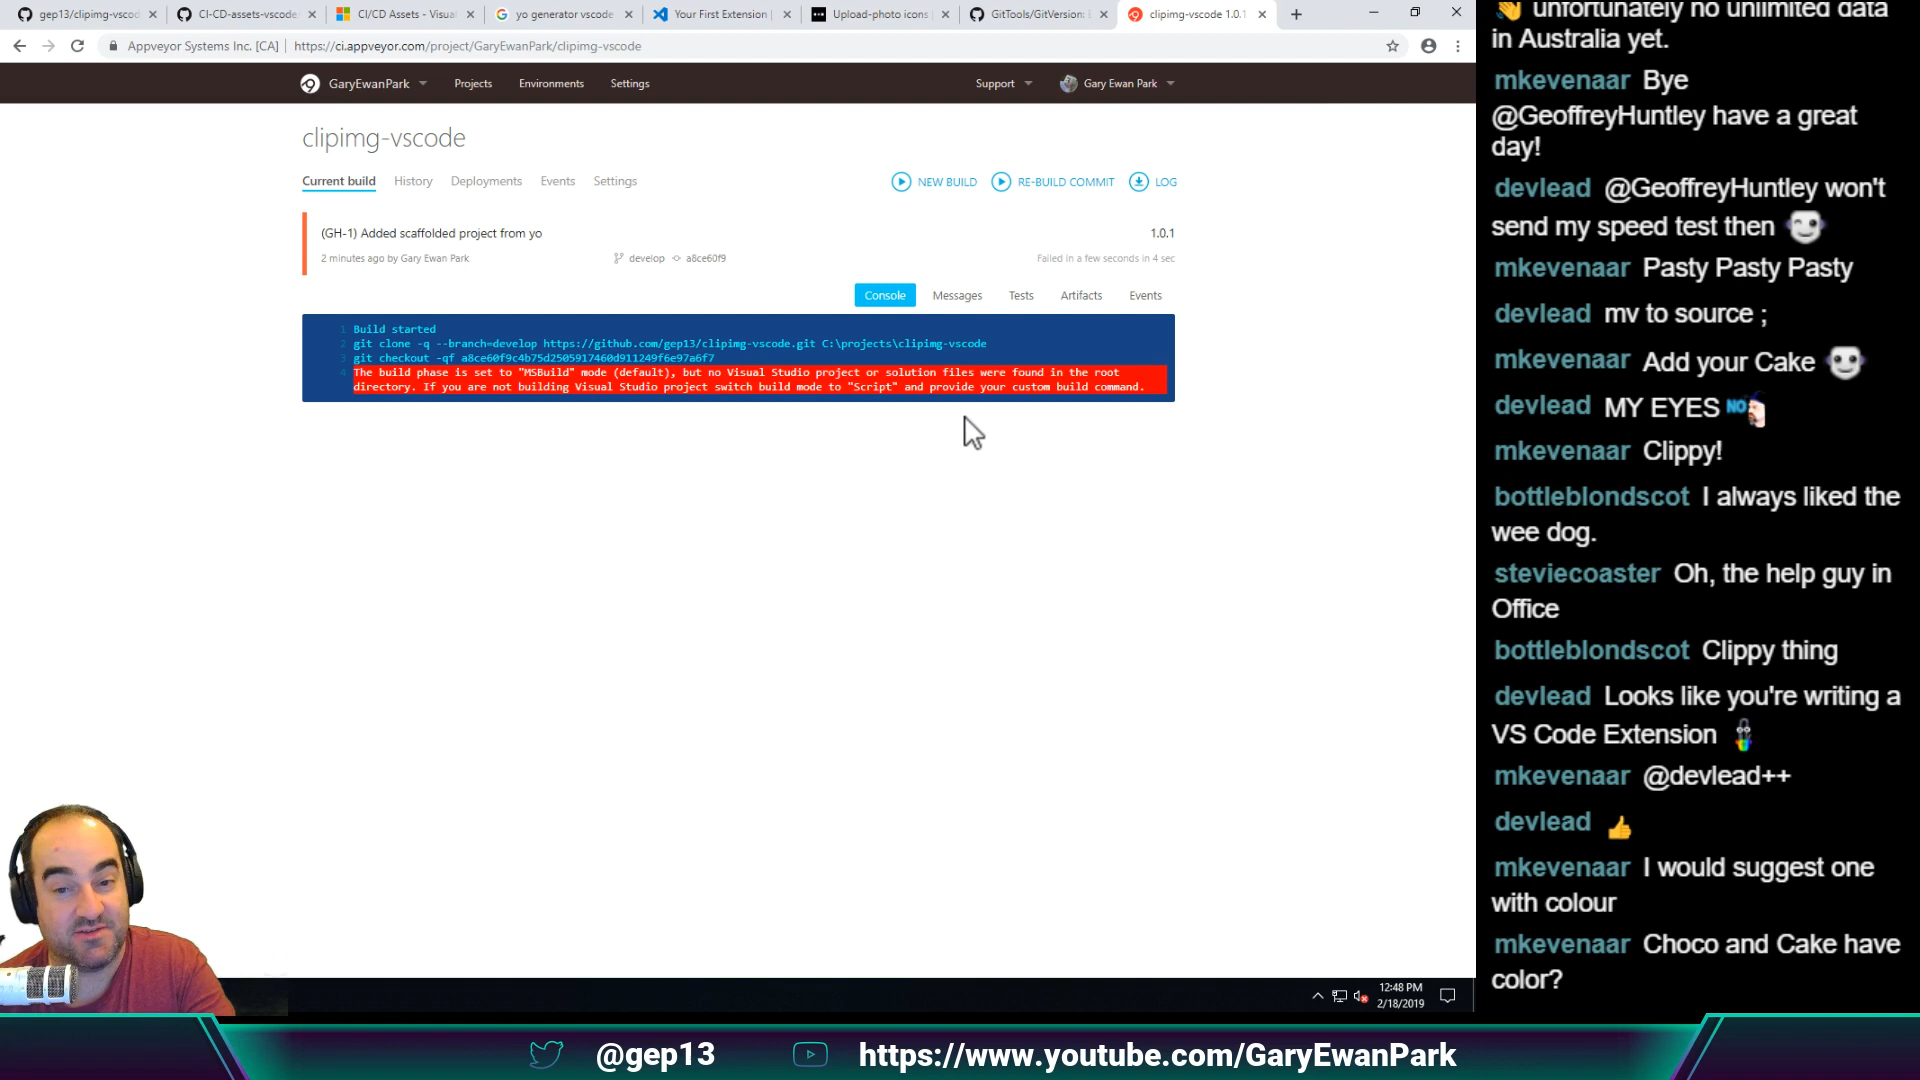 gep13/clipimg-vscod
CI-CD-assets-vscode
CI/CD Assets - Visual
yo generator vscode
Your First Extension
Upload-photo icons
GitTools/GitVersion:
clipimg-vscode 1.0.1
Appveyor Systems Inc. [CA]
https://ci.appveyor.com/project/GaryEwanPark/clipimg-vscode
GaryEwanPark
Projects
Environments
Settings
Support
Gary Ewan Park
clipimg-vscode
Current build
History
Deployments
Events
Settings
NEW BUILD
RE-BUILD COMMIT
LOG
(GH-1) Added scaffolded project from yo
1.0.1
2 minutes ago by Gary Ewan Park
develop
a8ce60f9
Failed in a few seconds in 4 sec
Console
Messages
Tests
Artifacts
Events
1 Build started
2 git clone -q --branch=develop https://github.com/gep13/clipimg-vscode.git C:\projects\clipimg-vscode
3 git checkout -qf a8ce60f9c4b75d2505917460d911249f6e97a6f7
4 The build phase is set to "MSBuild" mode (default), but no Visual Studio project or solution files were found in the root
directory. If you are not building Visual Studio project switch build mode to "Script" and provide your custom build command.
12:48 PM
2/18/2019
unfortunately no unlimited data
in Australia yet.
mkevenaar Bye
@GeoffreyHuntley have a great
day!
devlead @GeoffreyHuntley won't
send my speed test then
mkevenaar Pasty Pasty Pasty
devlead mv to source ;
mkevenaar Add your Cake
devlead MY EYES NO
mkevenaar Clippy!
bottleblondscot I always liked the
wee dog.
steviecoaster Oh, the help guy in
Office
bottleblondscot Clippy thing
devlead Looks like you're writing a
VS Code Extension
mkevenaar @devlead++
devlead
mkevenaar I would suggest one
with colour
mkevenaar Choco and Cake have
color?
@gep13
https://www.youtube.com/GaryEwanPark